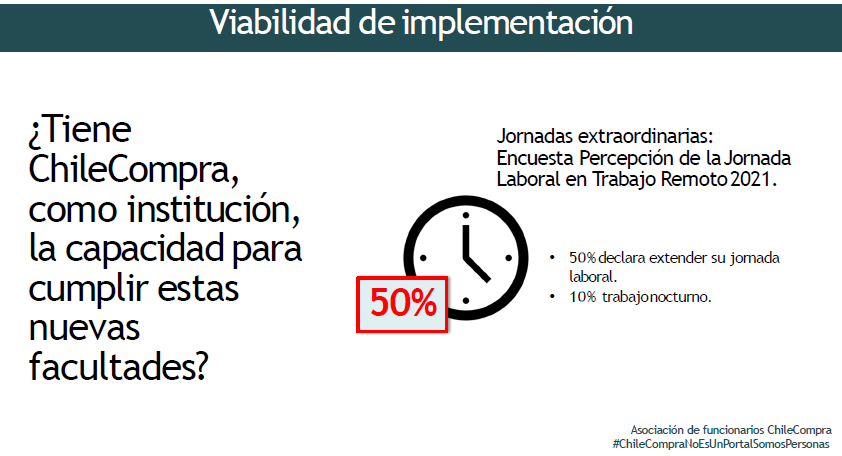 Viabilidad de implementación
¿Tiene
ChileCompra,
como institución,
la capacidad para
cumplir estas
nuevas
facultades?
Jornadas extraordinarias:
Encuesta Percepción de la Jornada
Laboral en Trabajo Remoto 2021.
50%
• 50% declara extender su jornada
laboral.
• 10% trabajo nocturno.
Asociación de funcionarios ChileCompra
#ChileCompraNoEsUnPortalSomosPersonas